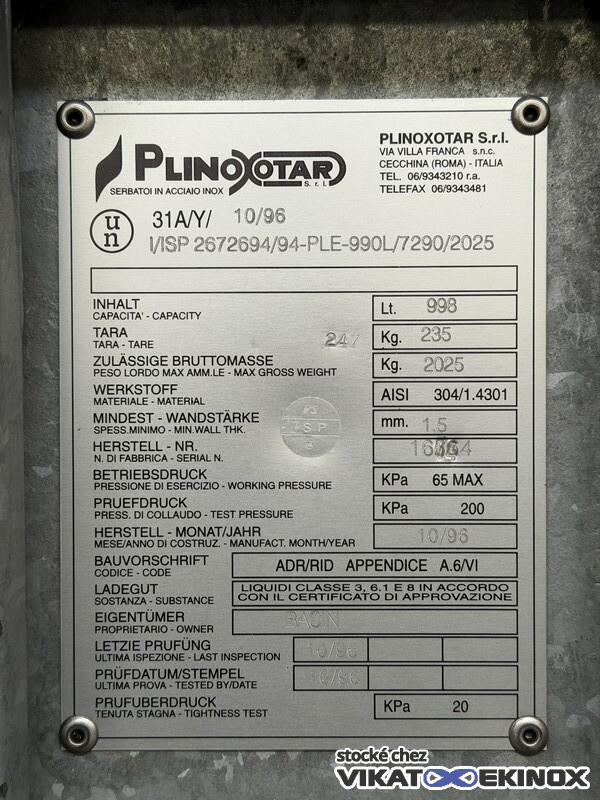 PLINOXOTAR S.r.l.
SERBATOI IN ACCIAIO INOX
PLINOXOTAR S.r.l.
VIA VILLA FRANCA s.n.c.
CECCHINA (ROMA) - ITALIA
TEL. 06/9343210 r.a.
TELEFAX 06/9343481
un 31A/Y/ 10/96
I/ISP 2672694/94-PLE-990L/7290/2025
INHALT
CAPACITA' - CAPACITY
Lt. 998
TARA
TARA - TARE
247 Kg. 235
ZULÄSSIGE BRUTTOMASSE
PESO LORDO MAX AMM.LE - MAX GROSS WEIGHT
Kg. 2025
WERKSTOFF
MATERIALE - MATERIAL
AISI 304/1.4301
MINDEST - WANDSTÄRKE
SPESS.MINIMO - MIN.WALL THK.
mm. 1.5
I.S.P
HERSTELL - NR.
N. DI FABBRICA - SERIAL N.
BETRIEBSDRUCK
PRESSIONE DI ESERCIZIO - WORKING PRESSURE
KPa 65 MAX
PRUEFDRUCK
PRESS. DI COLLAUDO - TEST PRESSURE
KPa 200
HERSTELL - MONAT/JAHR
MESE/ANNO DI COSTRUZ. - MANUFACT. MONTH/YEAR
10/96
BAUVORSCHRIFT
CODICE - CODE
ADR/RID APPENDICE A.6/VI
LADEGUT
SOSTANZA - SUBSTANCE
LIQUIDI CLASSE 3, 6.1 E 8 IN ACCORDO
CON IL CERTIFICATO DI APPROVAZIONE
EIGENTÜMER
PROPRIETARIO - OWNER
LETZIE PRUFÜNG
ULTIMA ISPEZIONE - LAST INSPECTION
10/96
PRÜFDATUM/STEMPEL
ULTIMA PROVA - TESTED BY/DATE
10/96
PRUFUBERDRUCK
TENUTA STAGNA - TIGHTNESS TEST
KPa 20
stocké chez
VIKATOO EKINOX